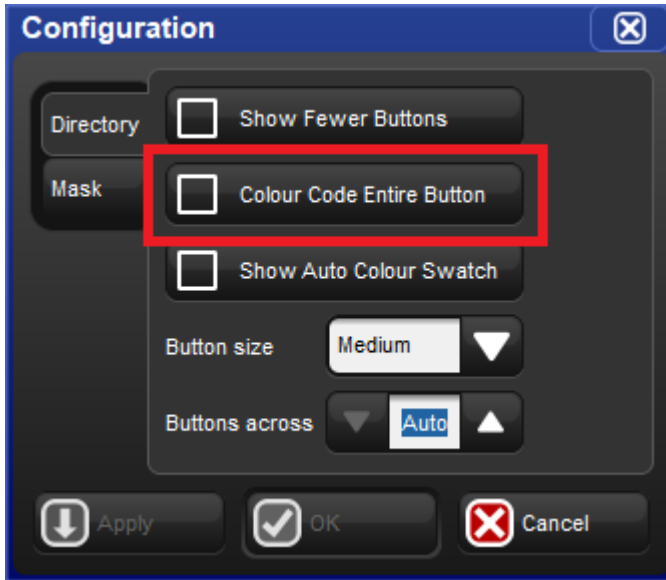 Configuration
Directory
Mask
Show Fewer Buttons
Colour Code Entire Button
Show Auto Colour Swatch
Button size
Medium
Buttons across
Auto
Apply
OK
Cancel